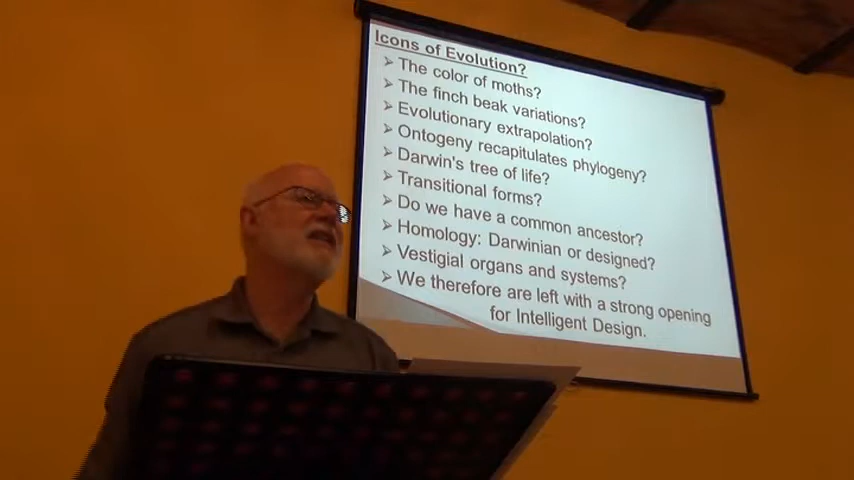 Icons of Evolution?
➢ The color of moths?
➢ The finch beak variations?
➢ Evolutionary extrapolation?
➢ Ontogeny recapitulates phylogeny?
➢ Darwin's tree of life?
➢ Transitional forms?
➢ Do we have a common ancestor?
➢ Homology: Darwinian or designed?
➢ Vestigial organs and systems?
➢ We therefore are left with a strong opening
for Intelligent Design.